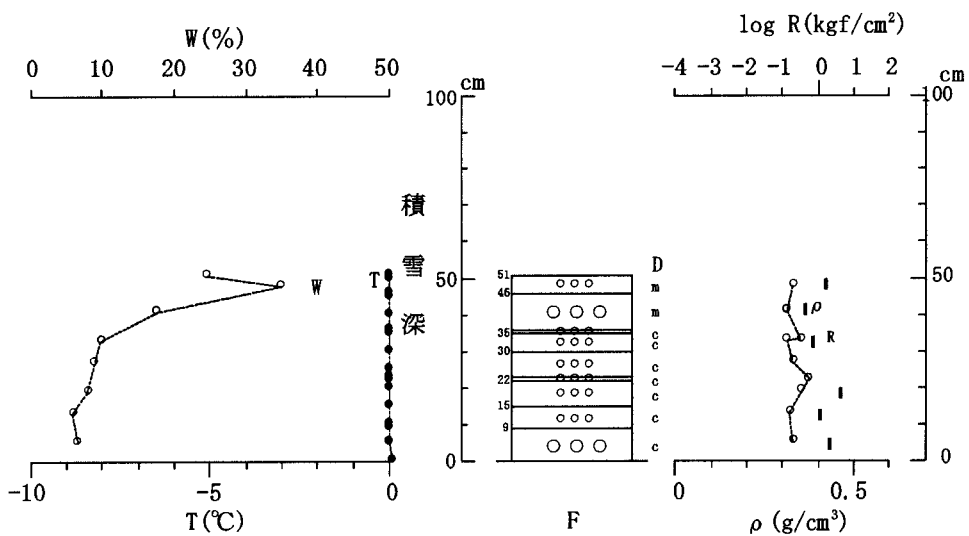 W(%)
0 10 20 30 40 50
cm
100
50
0
積雪深
W
T
-10 -5 0
T(℃)
D
51
46
35
30
22
15
9
m
m
c
c
c
c
c
c
c
F
log R(kgf/cm²)
-4 -3 -2 -1 0 1 2
cm
100
50
0
ρ
R
0 0.5
ρ (g/cm³)